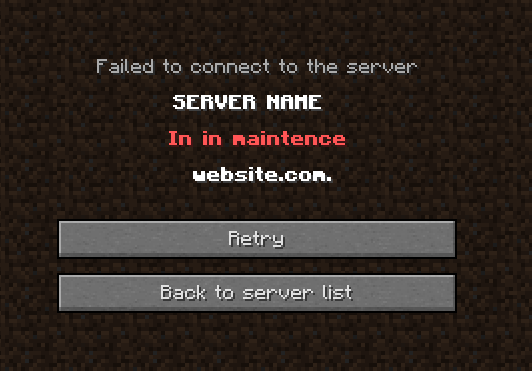 Failed to connect to the server
SERVER NAME
In in maintence
website.com.
Retry
Back to server list